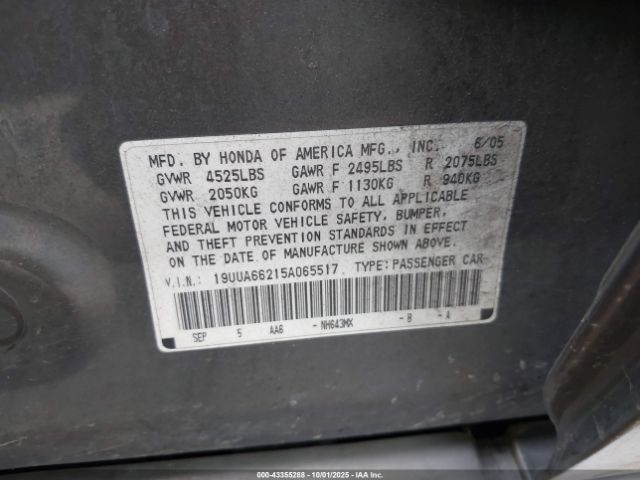 MFD. BY HONDA OF AMERICA MFG., INC. 6/05
GVWR 4525LBS GAWR F 2495LBS R 2075LBS
GVWR 2050KG GAWR F 1130KG R 940KG
THIS VEHICLE CONFORMS TO ALL APPLICABLE
FEDERAL MOTOR VEHICLE SAFETY, BUMPER,
AND THEFT PREVENTION STANDARDS IN EFFECT
ON THE DATE OF MANUFACTURE SHOWN ABOVE.
V.I.N.: 19UUA66215A065517 TYPE: PASSENGER CAR
SEP 5 AA6 -NH643MX -B -A
000-43355288 | 10/01/2025 | IAA